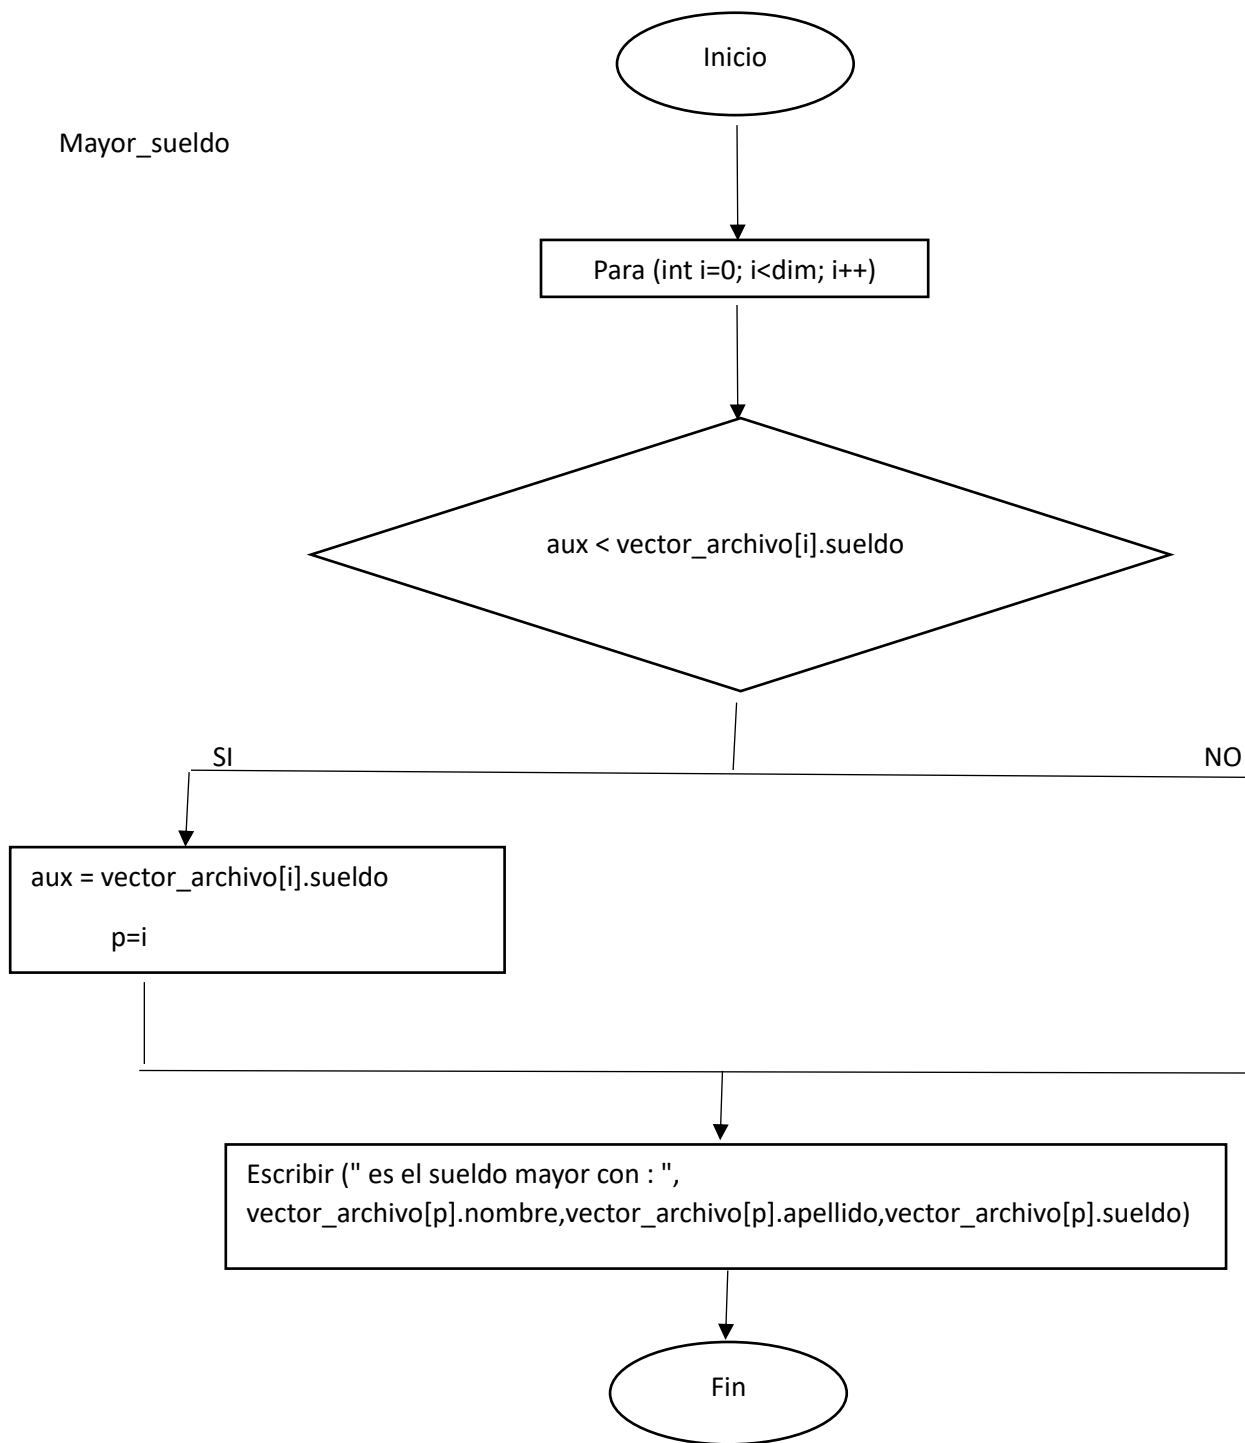 Inicio
Mayor_sueldo
Para (int i=0; i<dim; i++)
aux < vector_archivo[i].sueldo
SI
NO
aux = vector_archivo[i].sueldo
p=i
Escribir (" es el sueldo mayor con : ",
vector_archivo[p].nombre,vector_archivo[p].apellido,vector_archivo[p].sueldo)
Fin